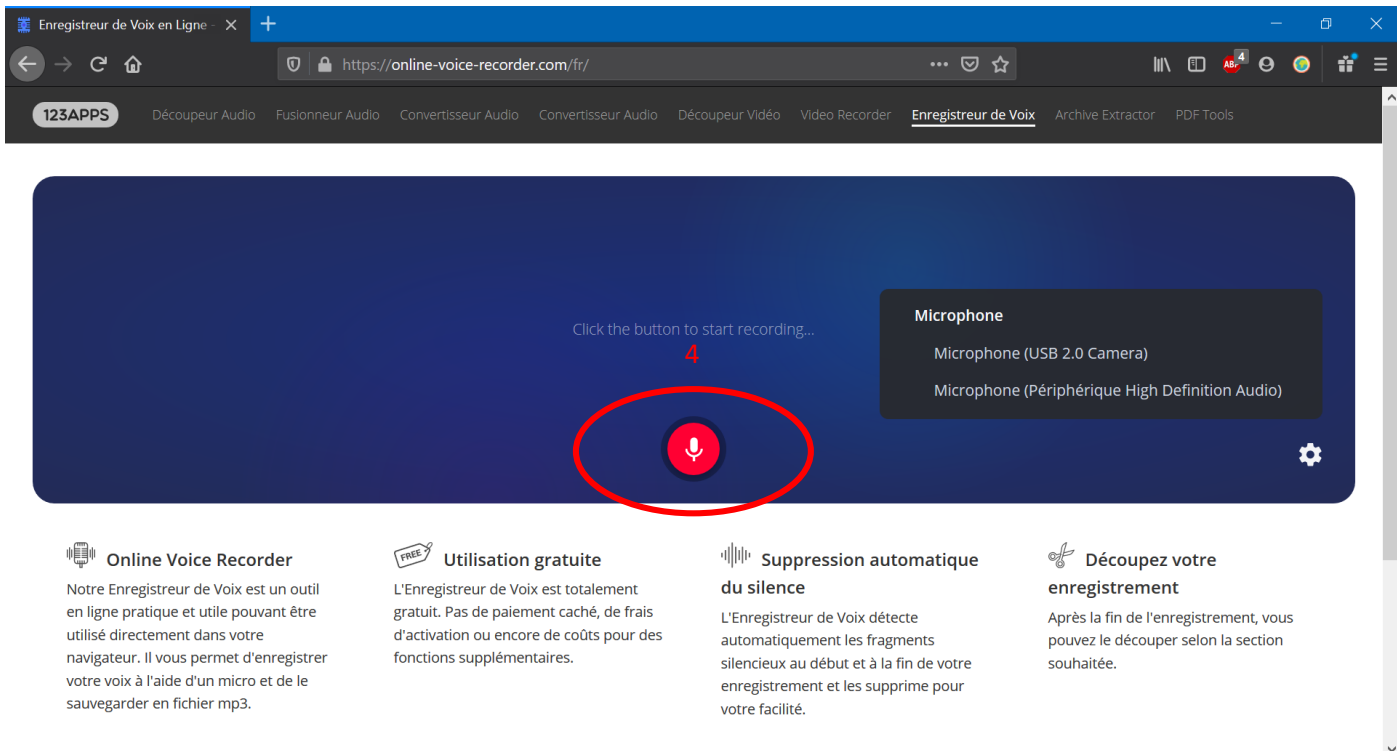 Enregistreur de Voix en Ligne -
https://online-voice-recorder.com/fr/
ABP 4
123APPS Découpeur Audio Fusionneur Audio Convertisseur Audio Convertisseur Audio Découpeur Vidéo Video Recorder Enregistreur de Voix Archive Extractor PDF Tools
Click the button to start recording...
4
Microphone
Microphone (USB 2.0 Camera)
Microphone (Périphérique High Definition Audio)
Online Voice Recorder
Notre Enregistreur de Voix est un outil
en ligne pratique et utile pouvant être
utilisé directement dans votre
navigateur. Il vous permet d'enregistrer
votre voix à l'aide d'un micro et de le
sauvegarder en fichier mp3.
FREE Utilisation gratuite
L'Enregistreur de Voix est totalement
gratuit. Pas de paiement caché, de frais
d'activation ou encore de coûts pour des
fonctions supplémentaires.
Suppression automatique
du silence
L'Enregistreur de Voix détecte
automatiquement les fragments
silencieux au début et à la fin de votre
enregistrement et les supprime pour
votre facilité.
Découpez votre
enregistrement
Après la fin de l'enregistrement, vous
pouvez le découper selon la section
souhaitée.